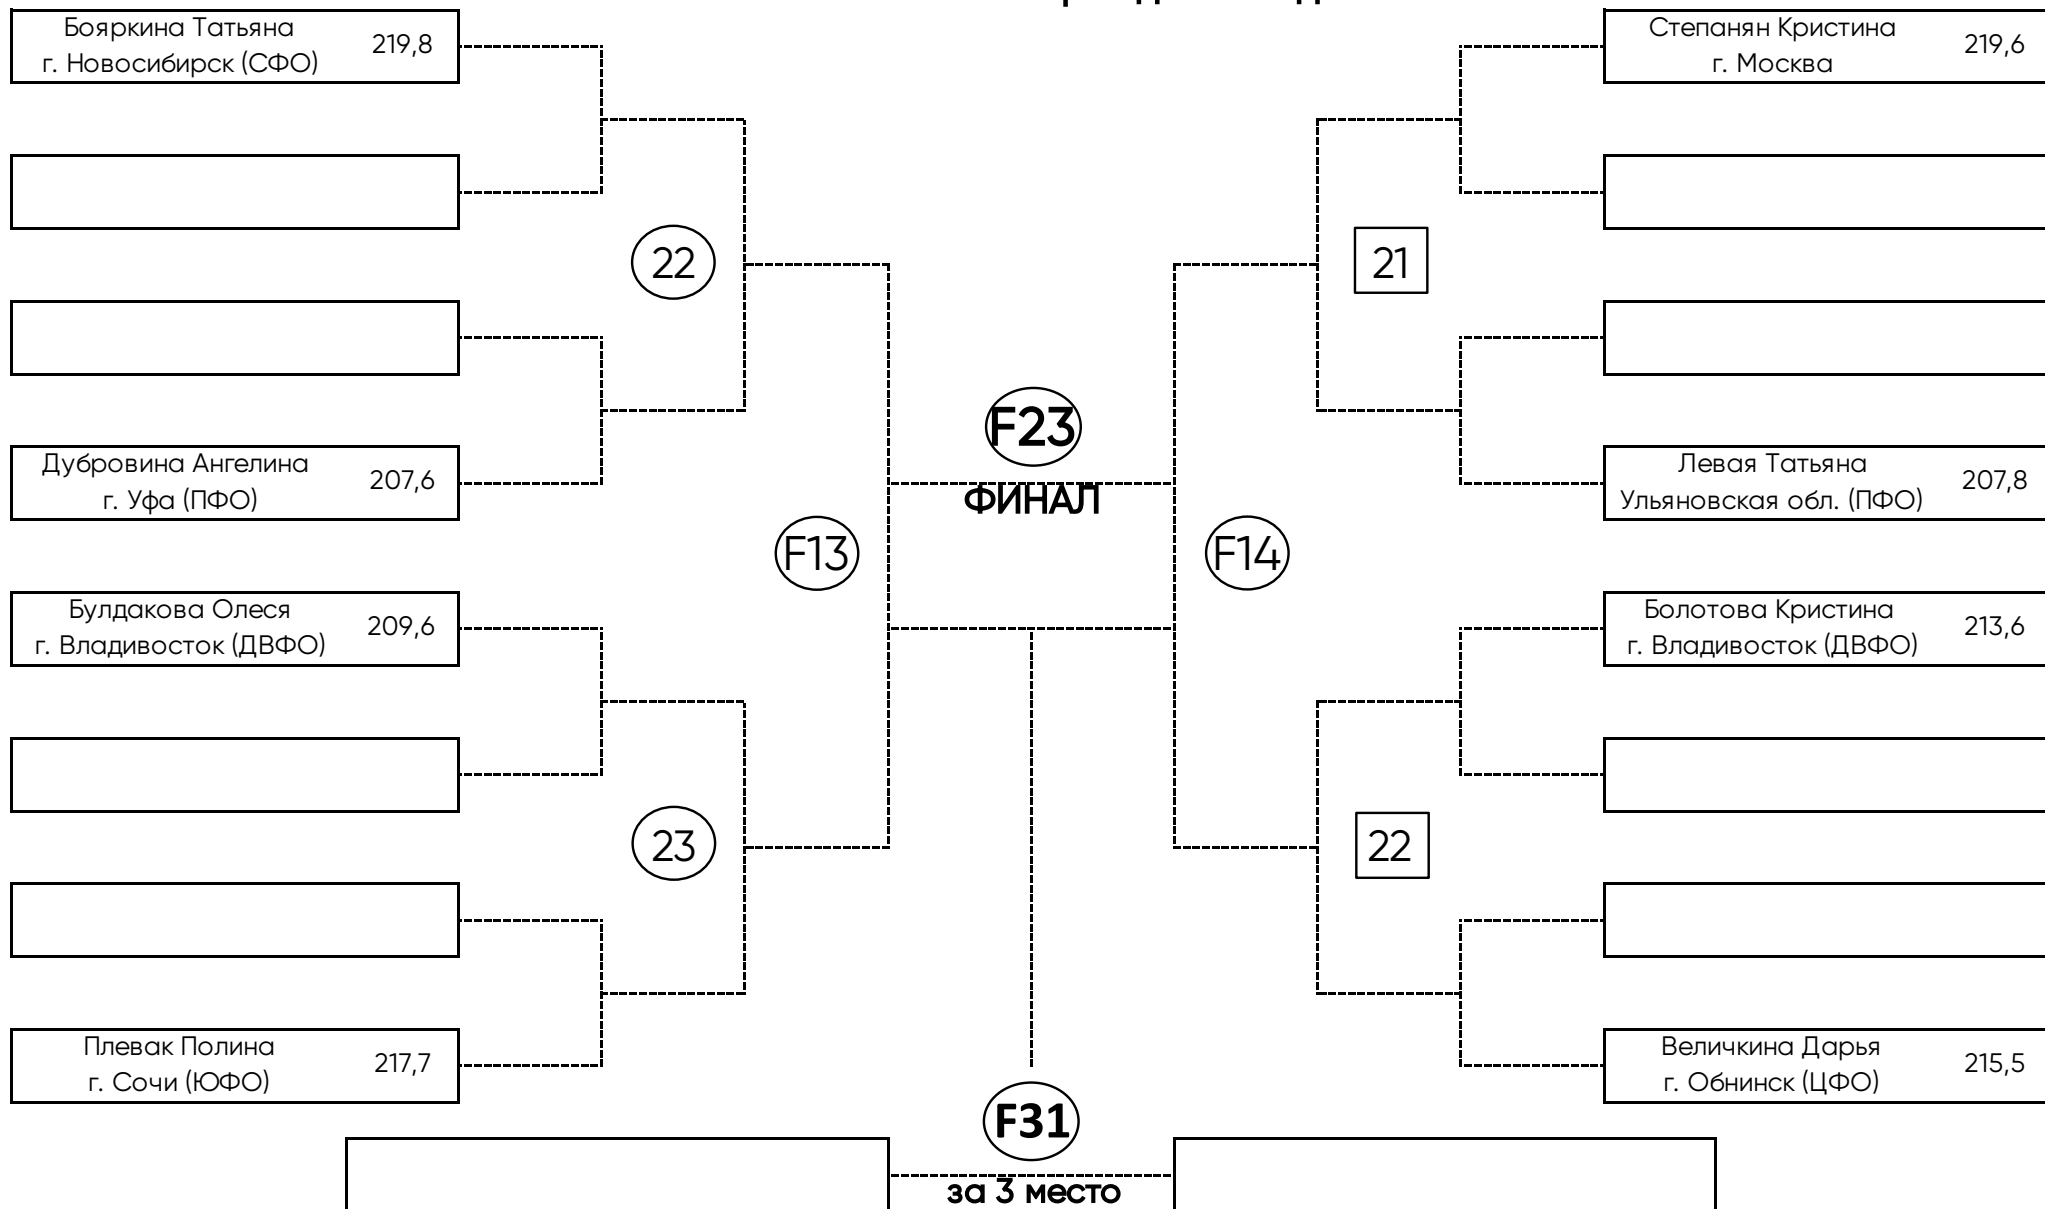 Бояркина Татьяна
г. Новосибирск (СФО)
219,8
Степанян Кристина
г. Москва
219,6
22
21
F23
ФИНАЛ
Дубровина Ангелина
г. Уфа (ПФО)
207,6
Левая Татьяна
Ульяновская обл. (ПФО)
207,8
F13
F14
Булдакова Олеся
г. Владивосток (ДВФО)
209,6
Болотова Кристина
г. Владивосток (ДВФО)
213,6
23
22
Плевак Полина
г. Сочи (ЮФО)
217,7
Величкина Дарья
г. Обнинск (ЦФО)
215,5
F31
за 3 место